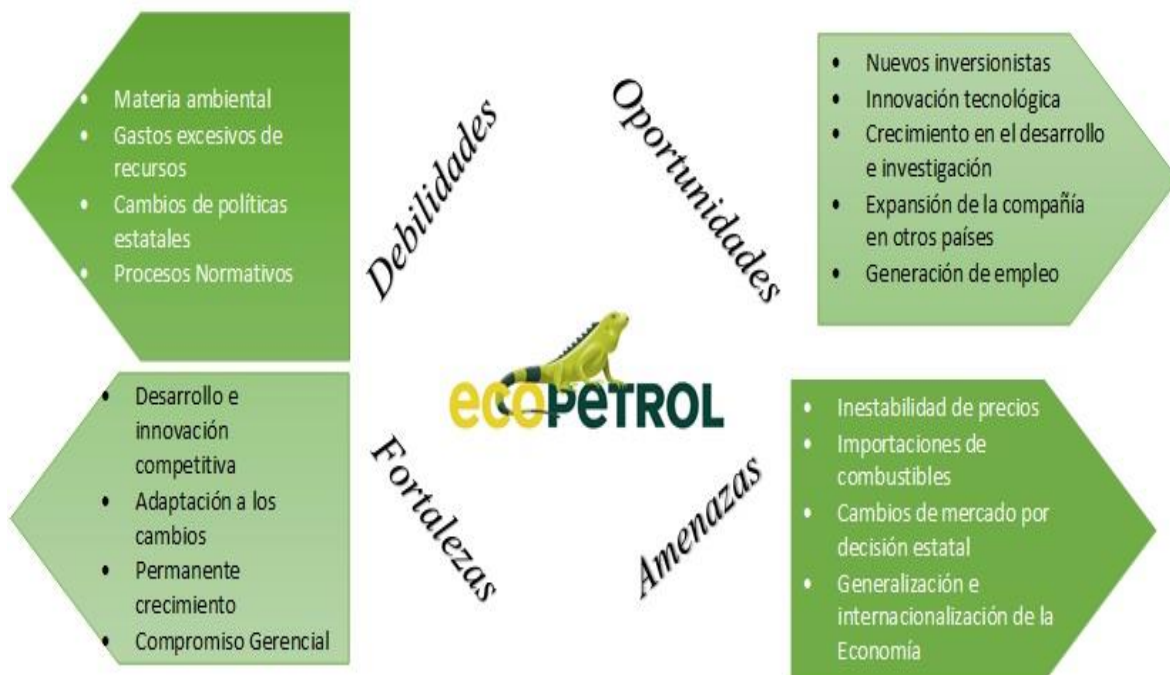 • Materia ambiental
• Gastos excesivos de
recursos
• Cambios de políticas
estatales
• Procesos Normativos
Debilidades
Oportunidades
• Nuevos inversionistas
• Innovación tecnológica
• Crecimiento en el desarrollo
e investigación
• Expansión de la compañía
en otros países
• Generación de empleo
ecoPeTROL
• Desarrollo e
innovación
competitiva
• Adaptación a los
cambios
• Permanente
crecimiento
• Compromiso Gerencial
Fortalezas
Amenazas
• Inestabilidad de precios
• Importaciones de
combustibles
• Cambios de mercado por
decisión estatal
• Generalización e
internacionalización de la
Economía